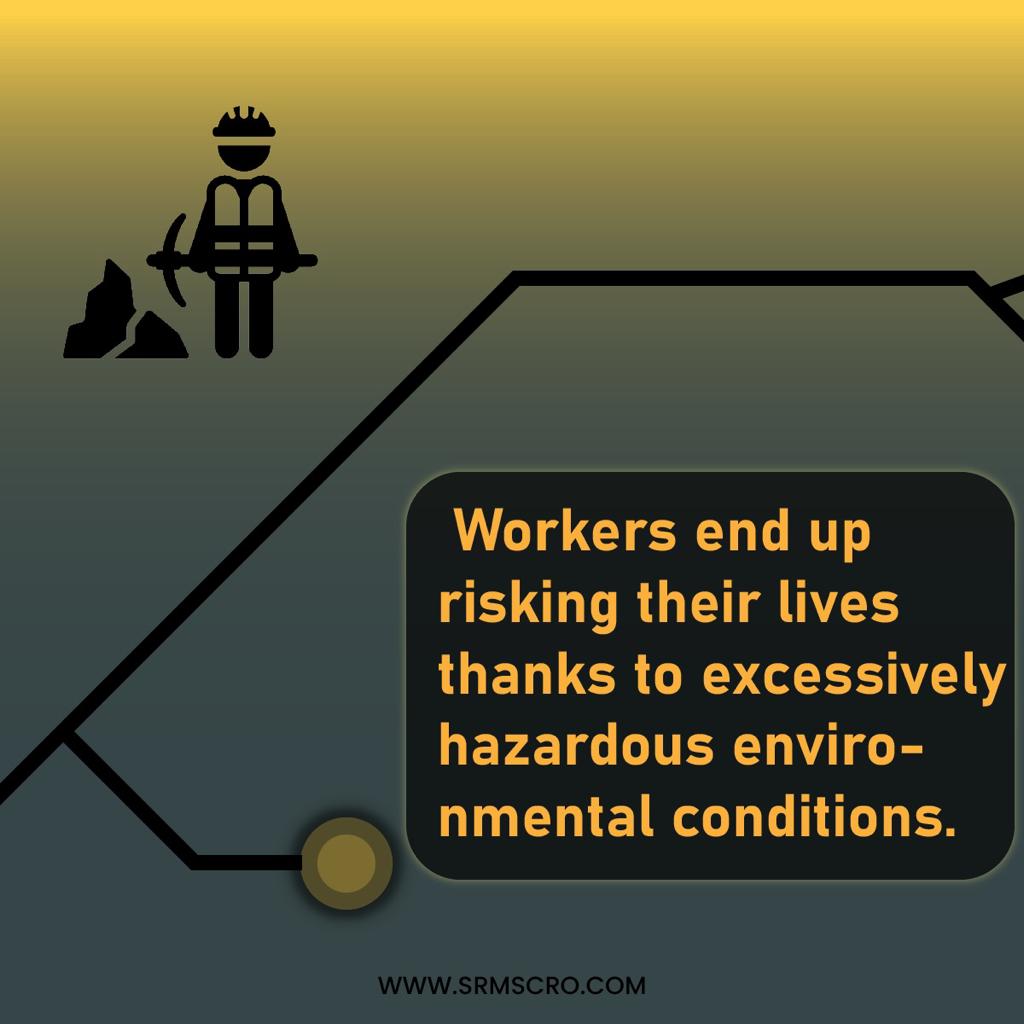 Workers end up
risking their lives
thanks to excessively
hazardous enviro-
nmental conditions.
WWW.SRMSCRO.COM